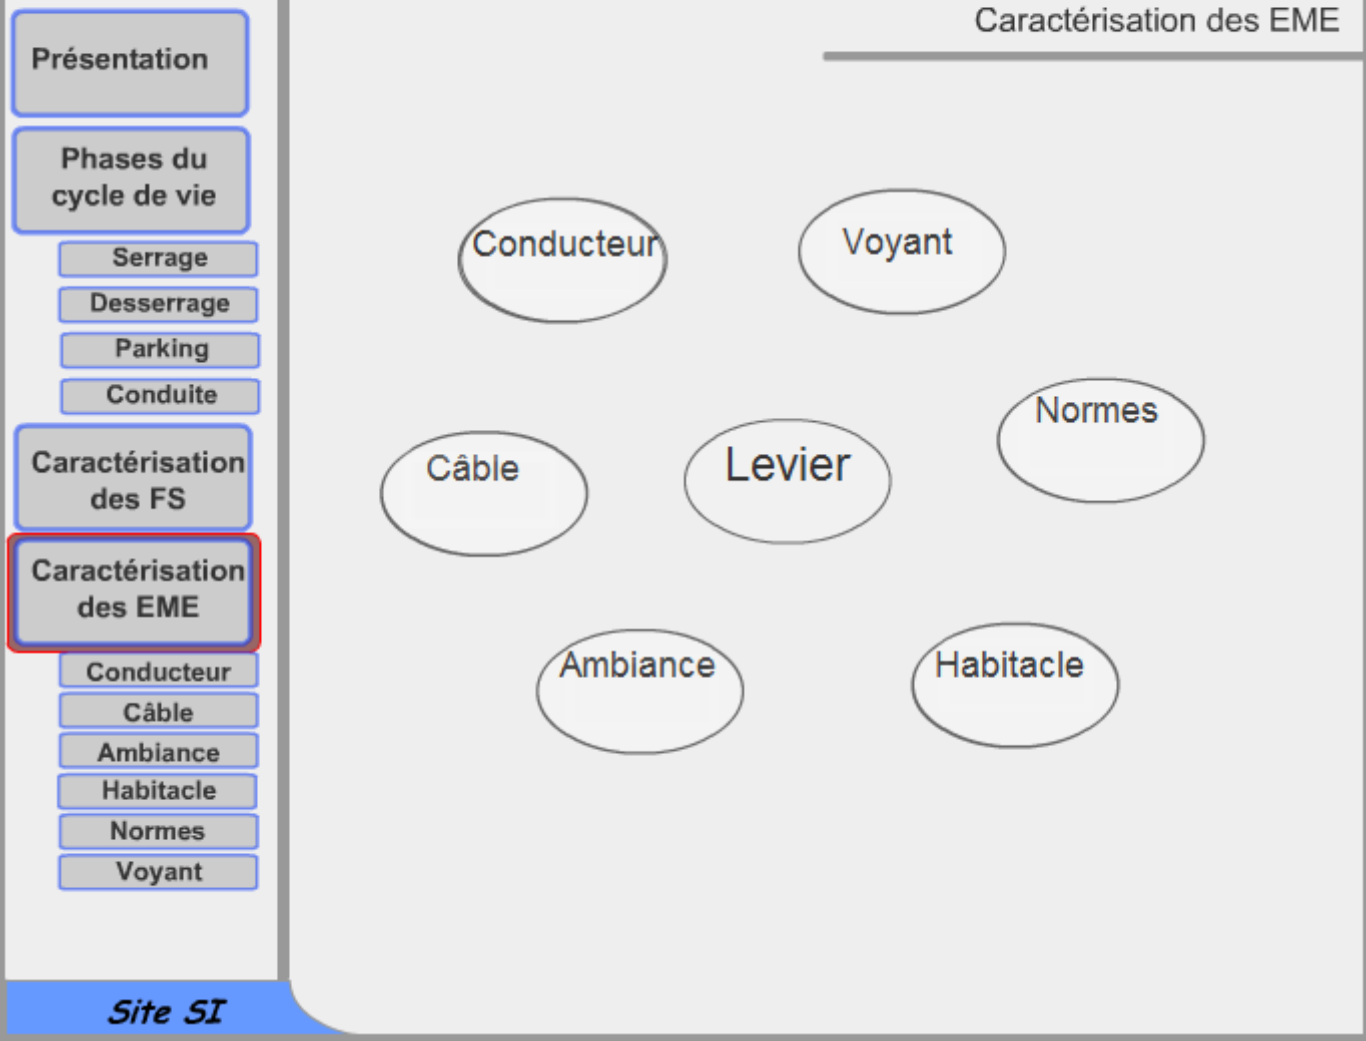 Présentation
Phases du
cycle de vie
Serrage
Desserrage
Parking
Conduite
Caractérisation
des FS
Caractérisation
des EME
Conducteur
Câble
Ambiance
Habitacle
Normes
Voyant
Site SI
Caractérisation des EME
Conducteur
Voyant
Normes
Câble
Levier
Ambiance
Habitacle